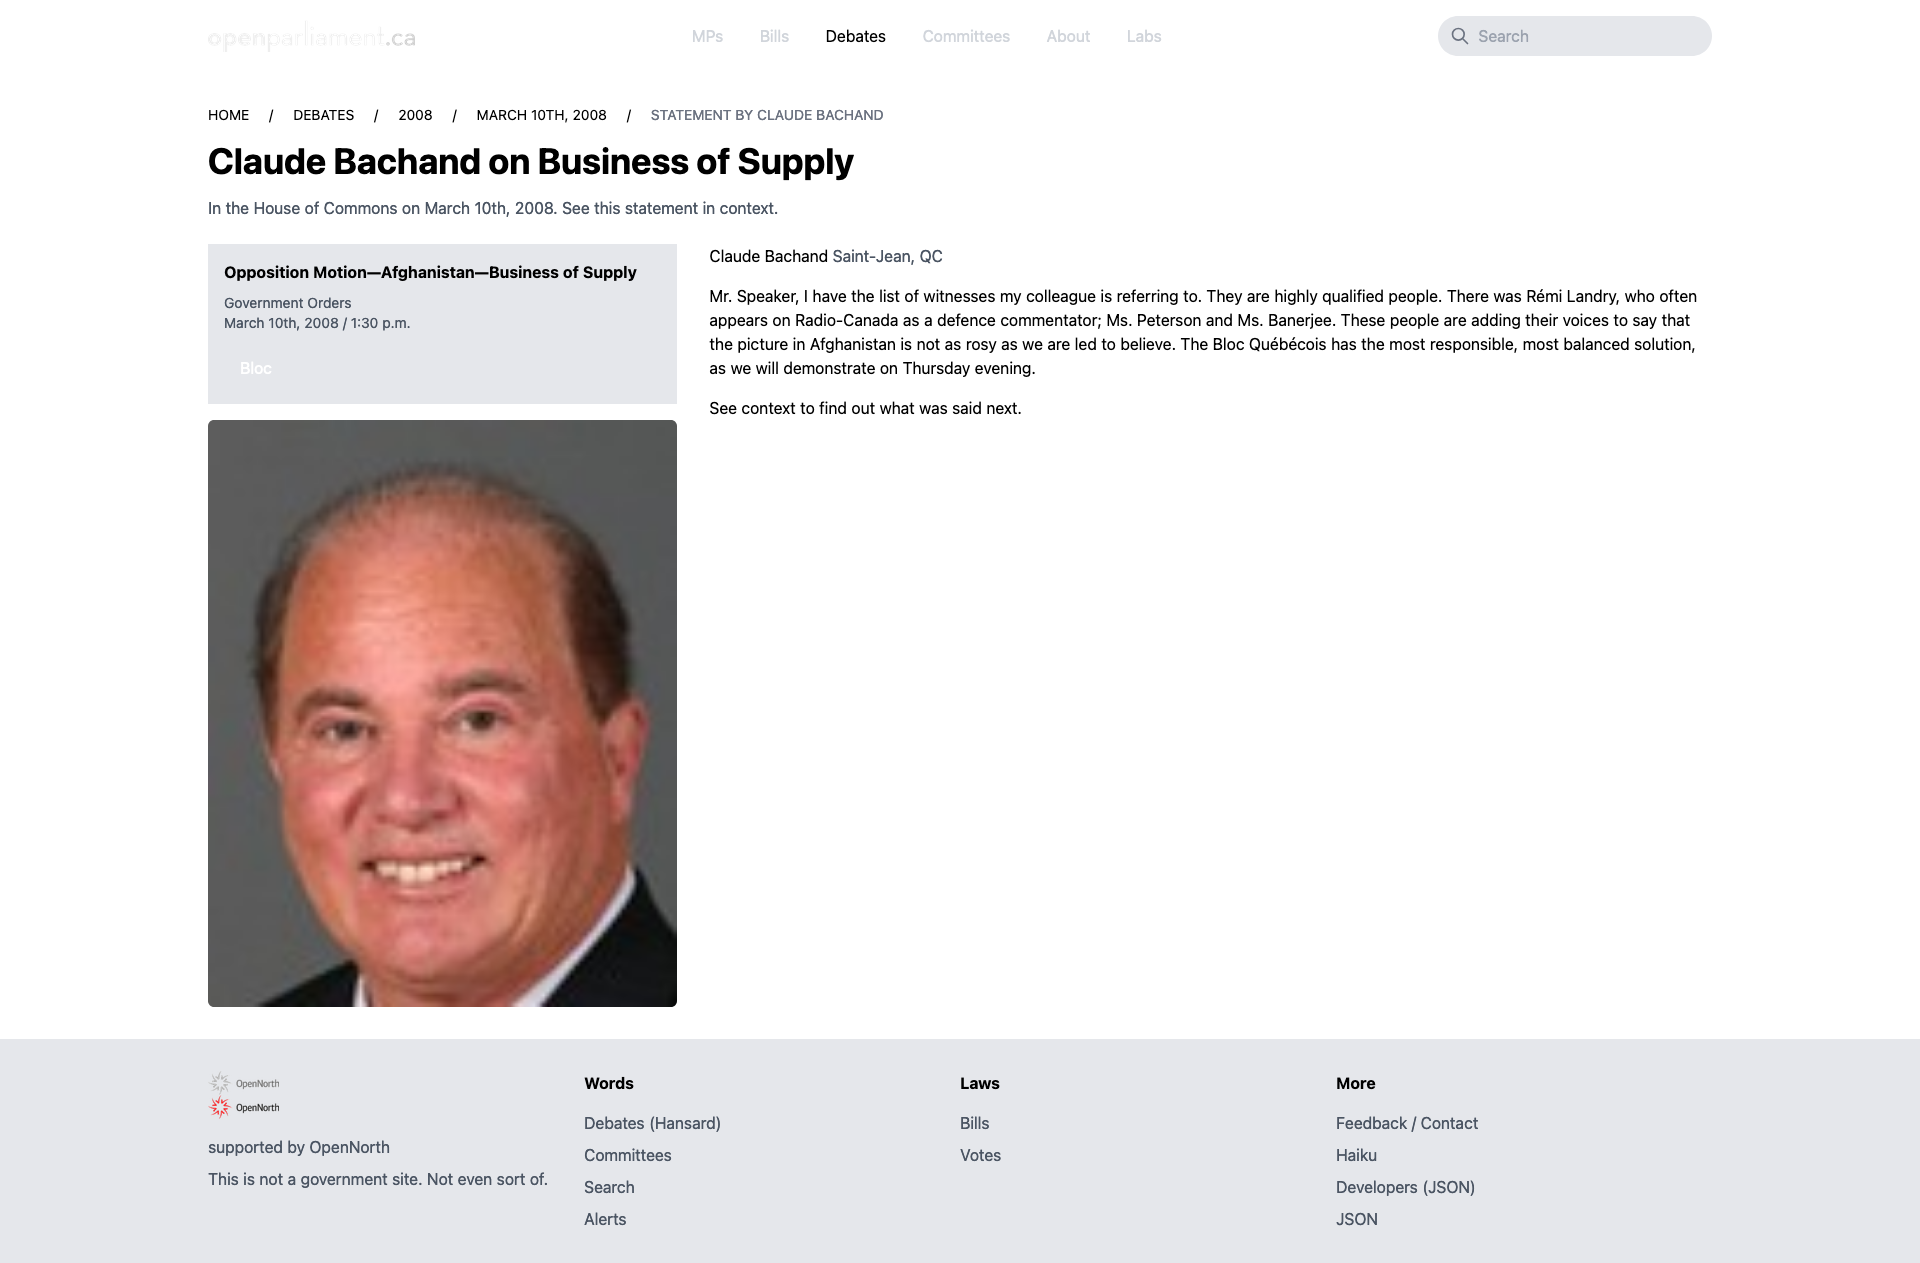 openparliament.ca
MPs
Bills
Debates
Committees
About
Labs
Search
HOME / DEBATES / 2008 / MARCH 10TH, 2008 / STATEMENT BY CLAUDE BACHAND
Claude Bachand on Business of Supply
In the House of Commons on March 10th, 2008. See this statement in context.
Opposition Motion—Afghanistan—Business of Supply
Government Orders
March 10th, 2008 / 1:30 p.m.
Bloc
Claude Bachand Saint-Jean, QC
Mr. Speaker, I have the list of witnesses my colleague is referring to. They are highly qualified people. There was Rémi Landry, who often
appears on Radio-Canada as a defence commentator; Ms. Peterson and Ms. Banerjee. These people are adding their voices to say that
the picture in Afghanistan is not as rosy as we are led to believe. The Bloc Québécois has the most responsible, most balanced solution,
as we will demonstrate on Thursday evening.
See context to find out what was said next.
OpenNorth
OpenNorth
supported by OpenNorth
This is not a government site. Not even sort of.
Words
Debates (Hansard)
Committees
Search
Alerts
Laws
Bills
Votes
More
Feedback / Contact
Haiku
Developers (JSON)
JSON